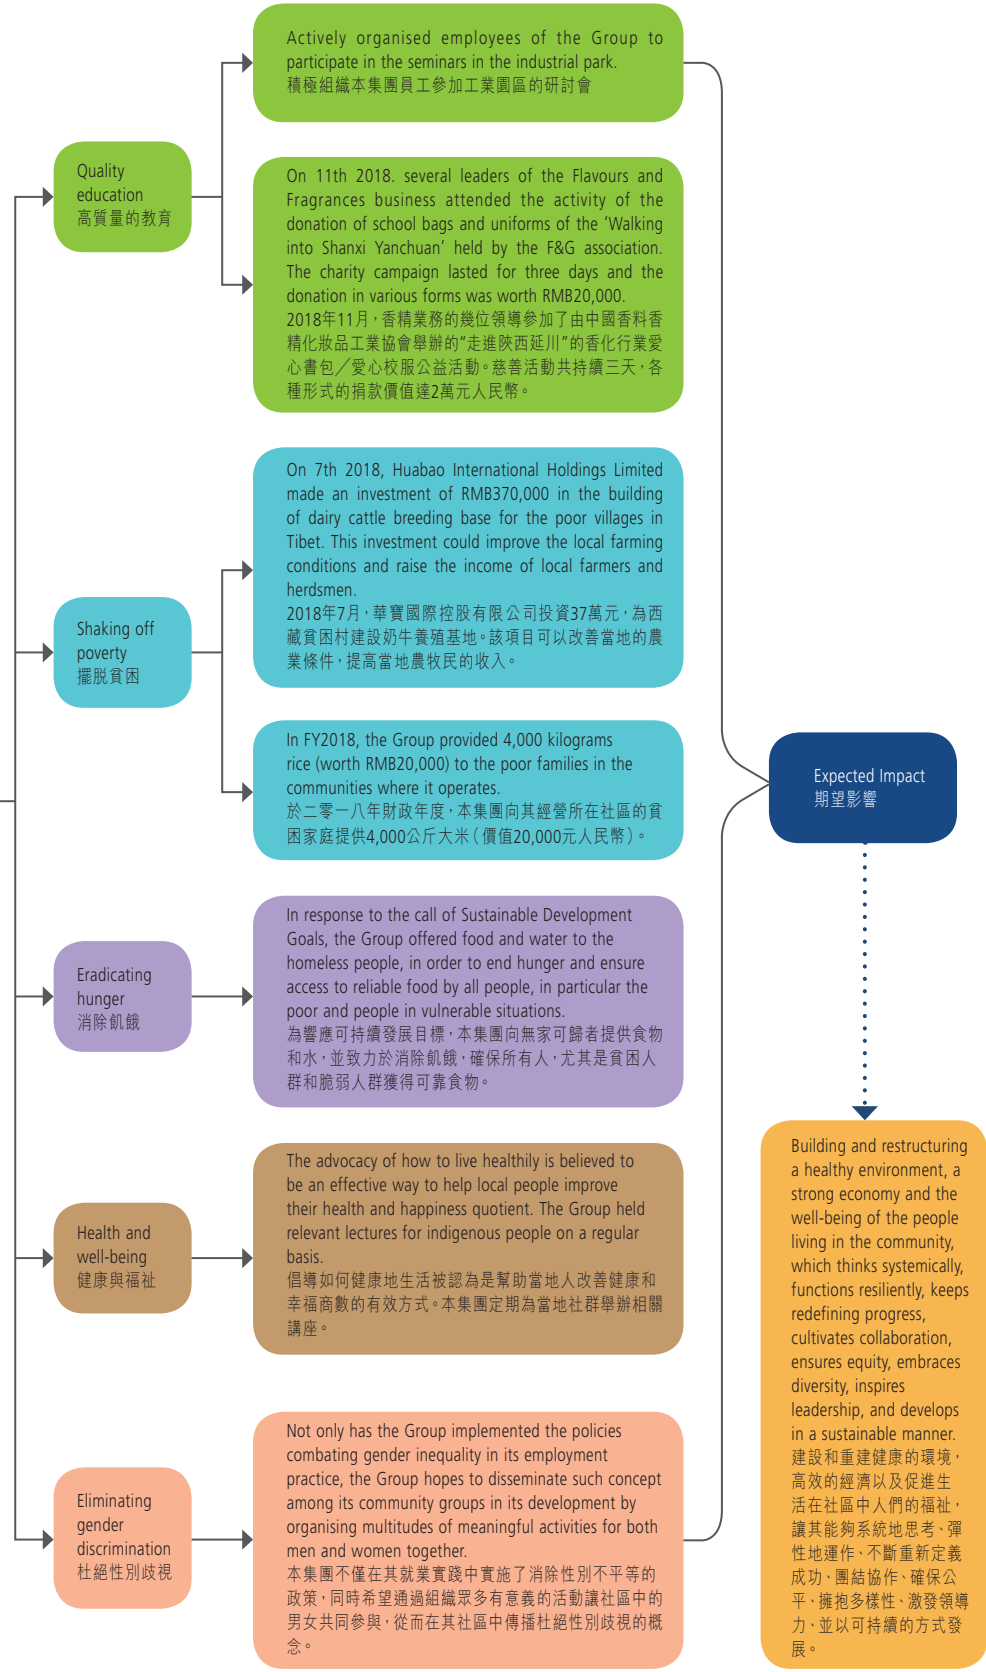 Quality
education
高質量的教育
Actively organised employees of the Group to
participate in the seminars in the industrial park.
積極組織本集團員工參加工業園區的研討會
On 11th 2018. several leaders of the Flavours and
Fragrances business attended the activity of the
donation of school bags and uniforms of the ‘Walking
into Shanxi Yanchuan’ held by the F&G association.
The charity campaign lasted for three days and the
donation in various forms was worth RMB20,000.
2018年11月，香精業務的幾位領導參加了由中國香料香
精化妝品工業協會舉辦的“走進陝西延川”的香化行業愛
心書包／愛心校服公益活動。慈善活動共持續三天，各
種形式的捐款價值達2萬元人民幣。
Shaking off
poverty
擺脱貧困
On 7th 2018, Huabao International Holdings Limited
made an investment of RMB370,000 in the building
of dairy cattle breeding base for the poor villages in
Tibet. This investment could improve the local farming
conditions and raise the income of local farmers and
herdsmen.
2018年7月，華寶國際控股有限公司投資37萬元，為西
藏貧困村建設奶牛養殖基地。該項目可以改善當地的農
業條件，提高當地農牧民的收入。
In FY2018, the Group provided 4,000 kilograms
rice (worth RMB20,000) to the poor families in the
communities where it operates.
於二零一八年財政年度，本集團向其經營所在社區的貧
困家庭提供4,000公斤大米（價值20,000元人民幣）。
Eradicating
hunger
消除飢餓
In response to the call of Sustainable Development
Goals, the Group offered food and water to the
homeless people, in order to end hunger and ensure
access to reliable food by all people, in particular the
poor and people in vulnerable situations.
為響應可持續發展目標，本集團向無家可歸者提供食物
和水，並致力於消除飢餓，確保所有人，尤其是貧困人
群和脆弱人群獲得可靠食物。
Health and
well-being
健康與福祉
The advocacy of how to live healthily is believed to
be an effective way to help local people improve
their health and happiness quotient. The Group held
relevant lectures for indigenous people on a regular
basis.
倡導如何健康地生活被認為是幫助當地人改善健康和
幸福商數的有效方式。本集團定期為當地社群舉辦相關
講座。
Eliminating
gender
discrimination
杜絕性別歧視
Not only has the Group implemented the policies
combating gender inequality in its employment
practice, the Group hopes to disseminate such concept
among its community groups in its development by
organising multitudes of meaningful activities for both
men and women together.
本集團不僅在其就業實踐中實施了消除性別不平等的
政策，同時希望通過組織眾多有意義的活動讓社區中的
男女共同參與，從而在其社區中傳播杜絕性別歧視的概
念。
Expected Impact
期望影響
Building and restructuring
a healthy environment, a
strong economy and the
well-being of the people
living in the community,
which thinks systemically,
functions resiliently, keeps
redefining progress,
cultivates collaboration,
ensures equity, embraces
diversity, inspires
leadership, and develops
in a sustainable manner.
建設和重建健康的環境，
高效的經濟以及促進生
活在社區中人們的福祉，
讓其能夠系統地思考、彈
性地運作、不斷重新定義
成功、團結協作、確保公
平、擁抱多樣性、激發領導
力、並以可持續的方式發
展。